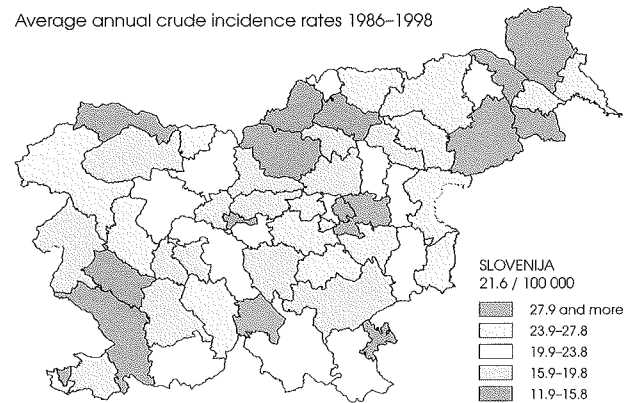 Average annual crude incidence rates 1986–1998
SLOVENIJA
21.6 / 100 000
27.9 and more
23.9–27.8
19.9–23.8
15.9–19.8
11.9–15.8